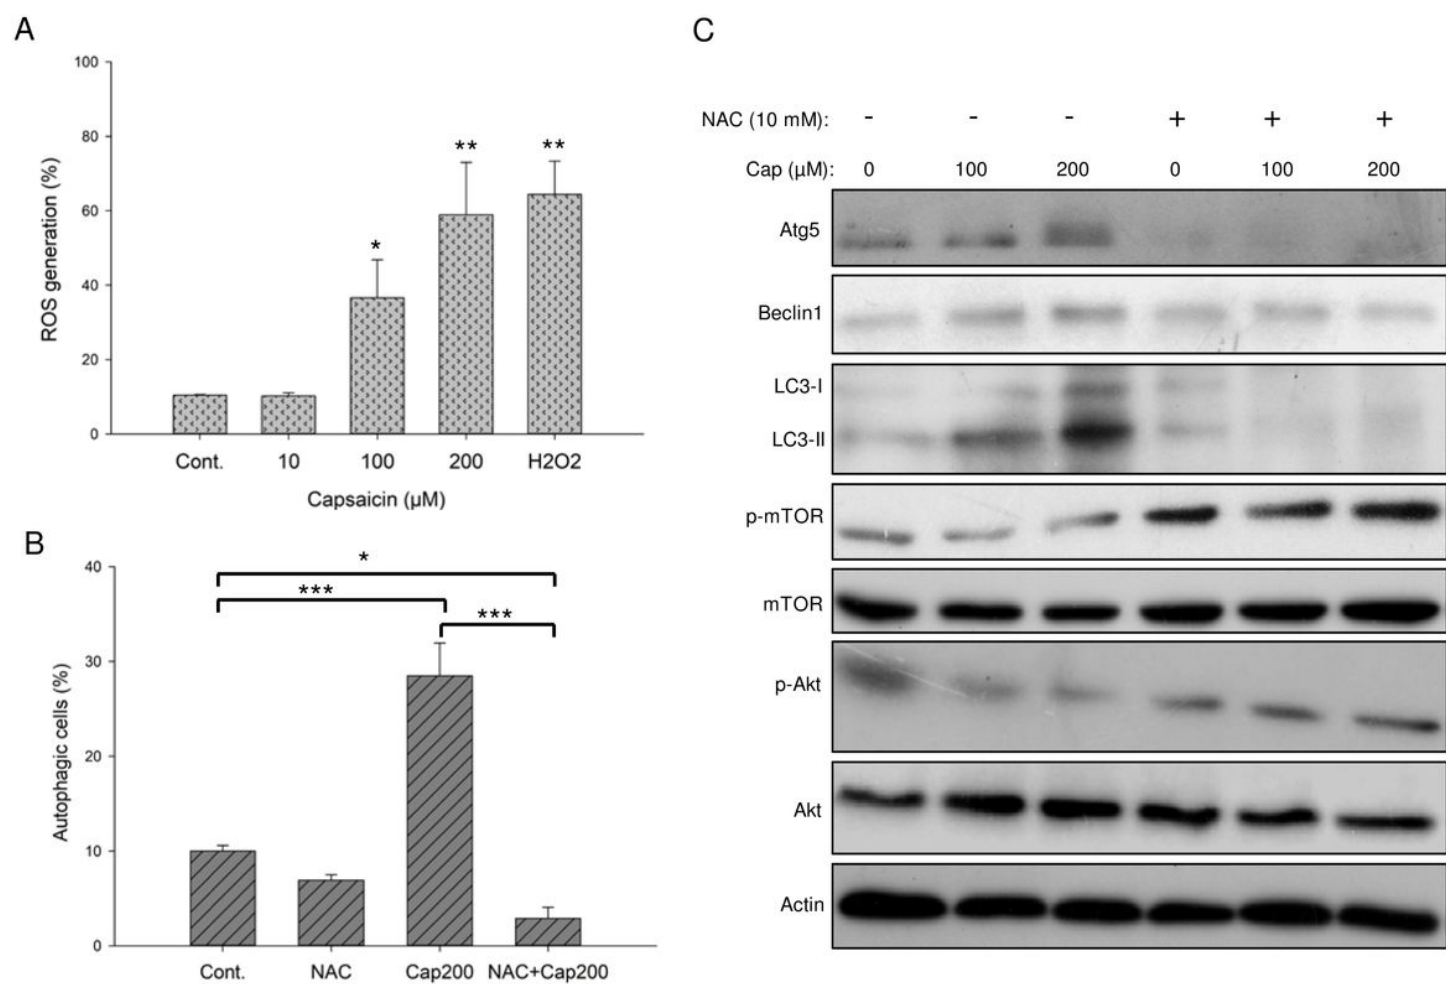 A
100
80
60
40
20
0
ROS generation (%)
*
**
**
Cont.
10
100
200
H2O2
Capsaicin (µM)
B
40
30
20
10
0
Autophagic cells (%)
*
***
***
Cont.
NAC
Cap200
NAC+Cap200
C
NAC (10 mM): - - - + + +
Cap (µM): 0 100 200 0 100 200
Atg5
Beclin1
LC3-I
LC3-II
p-mTOR
mTOR
p-Akt
Akt
Actin